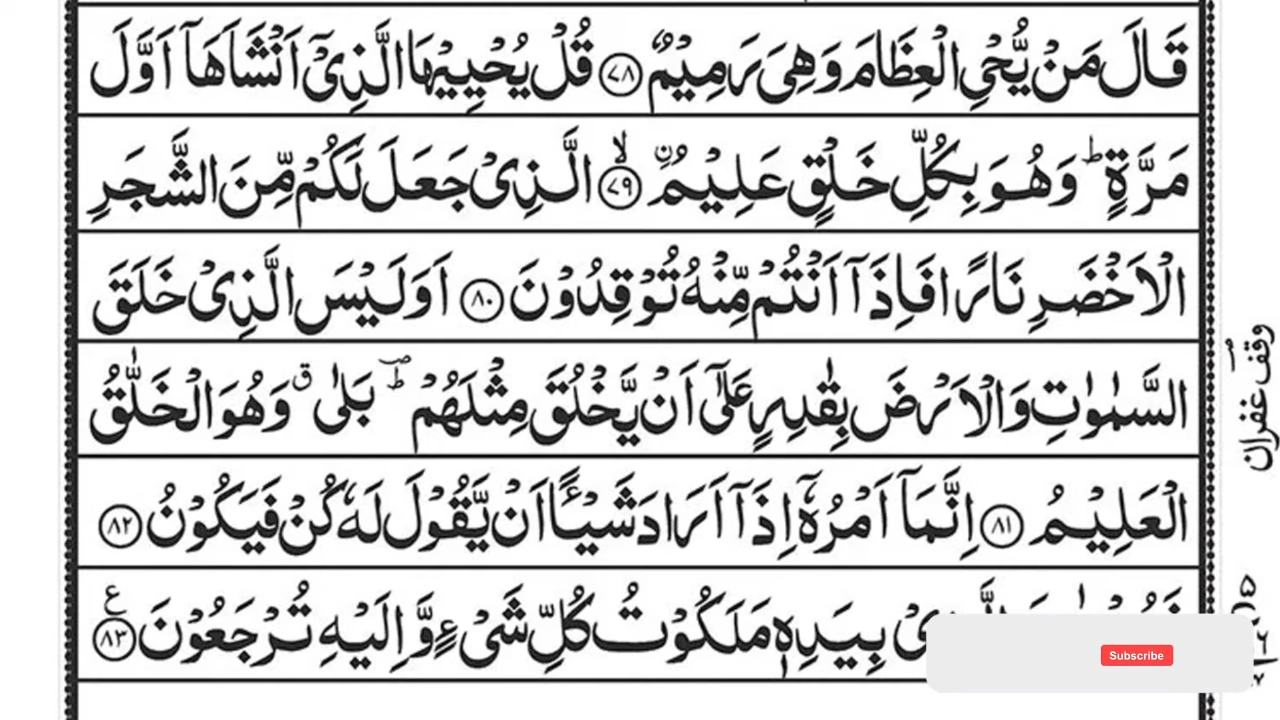 قَالَ مَنْ يُّحْيِ الْعِظَامَ وَهِىَ رَمِيْمٌ ﴿۷۸﴾ قُلْ يُحْيِيْهَا الَّذِىْۤ اَنْشَاَهَاۤ اَوَّلَ
مَرَّةٍ ؕ وَهُوَ بِكُلِّ خَلْقٍ عَلِيْمُ ۨ ﴿۷۹﴾ ۙ الَّذِىْ جَعَلَ لَكُمْ مِّنَ الشَّجَرِ
الْاَخْضَرِ نَارًا فَاِذَاۤ اَنْتُمْ مِّنْهُ تُوْقِدُوْنَ ﴿۸۰﴾ اَوَلَيْسَ الَّذِىْ خَلَقَ
السَّمٰوٰتِ وَالْاَرْضَ بِقٰدِرٍ عَلٰٓى اَنْ يَّخْلُقَ مِثْلَهُمْ ؕ ۖ بَلٰى ق وَهُوَ الْخَلّٰقُ
الْعَلِيْمُ ﴿۸۱﴾ اِنَّمَاۤ اَمْرُهٗۤ اِذَاۤ اَرَادَ شَيْـًٔا اَنْ يَّقُوْلَ لَهٗ كُنْ فَيَكُوْنُ ﴿۸۲﴾
بِيَدِهٖ مَلَكُوْتُ كُلِّ شَىْءٍ وَّاِلَيْهِ تُرْجَعُوْنَ ﴿۸۳﴾ ع
وقف غفران
Subscribe